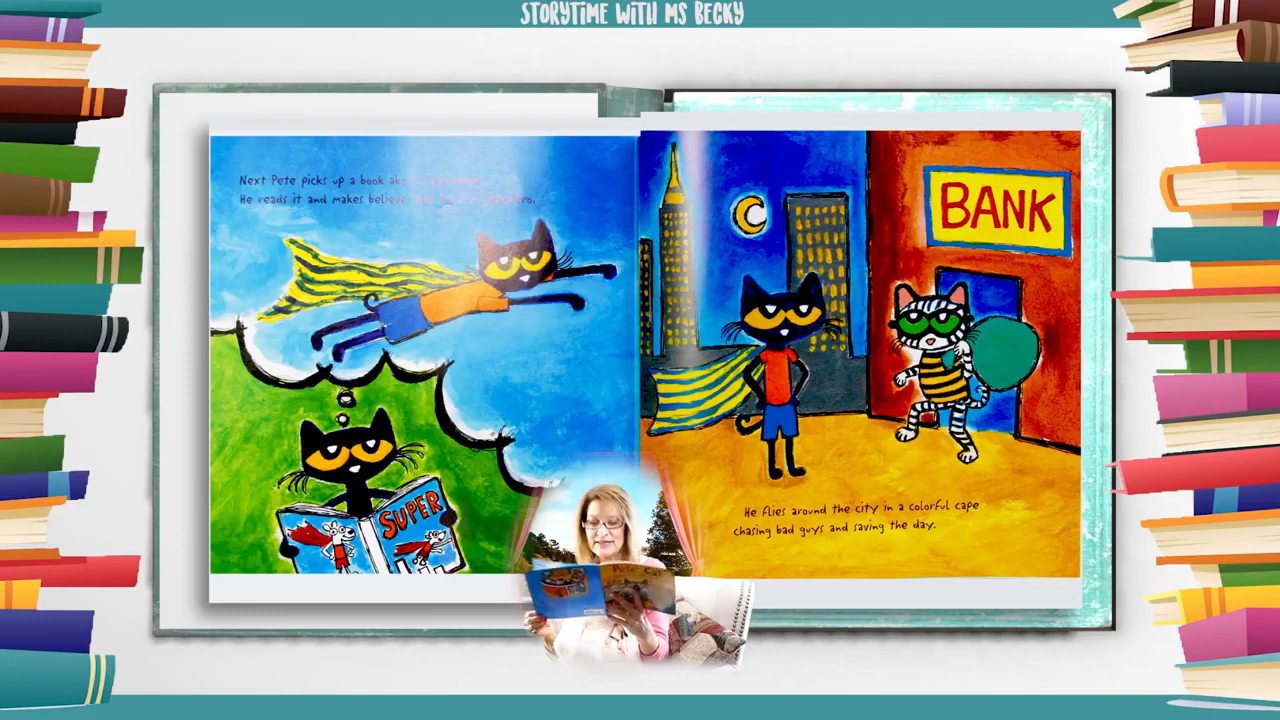 STORYTIME WITH MS BECKY
Next Pete picks up a book about
He reads it and makes believe
SUPER
BANK
He flies around the city in a colorful cape
chasing bad guys and saving the day.